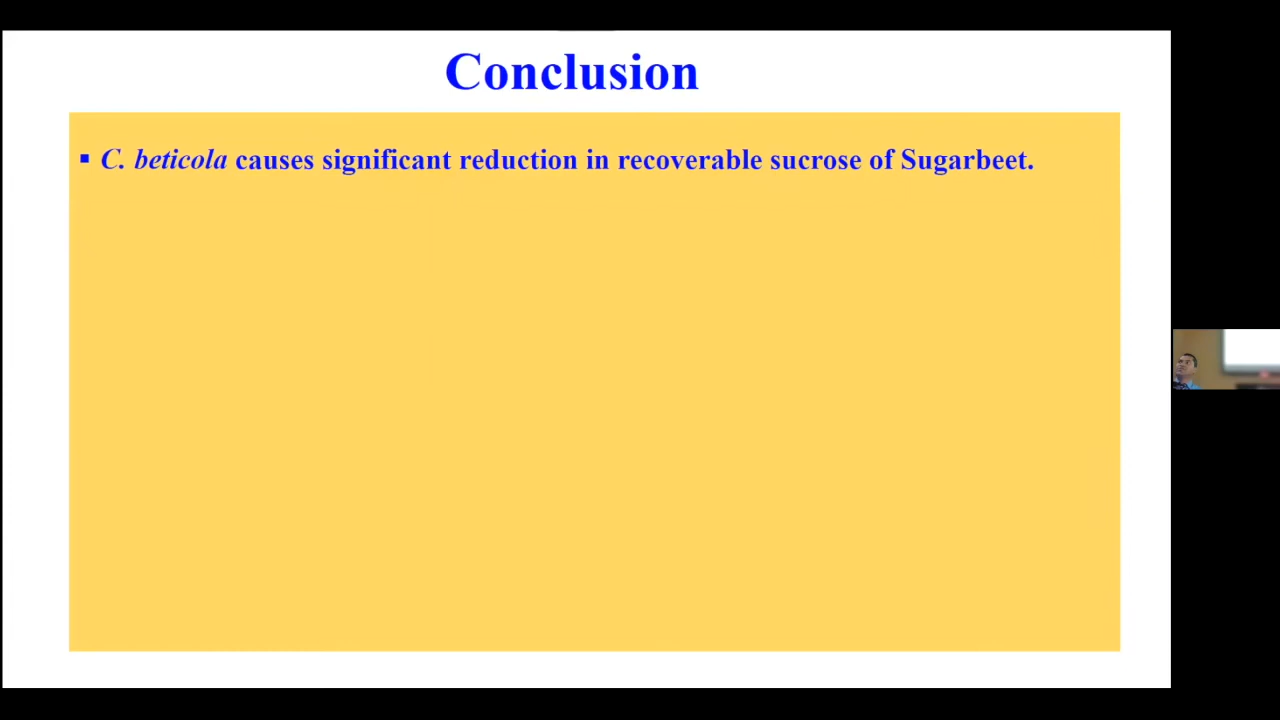 Conclusion
▪ C. beticola causes significant reduction in recoverable sucrose of Sugarbeet.